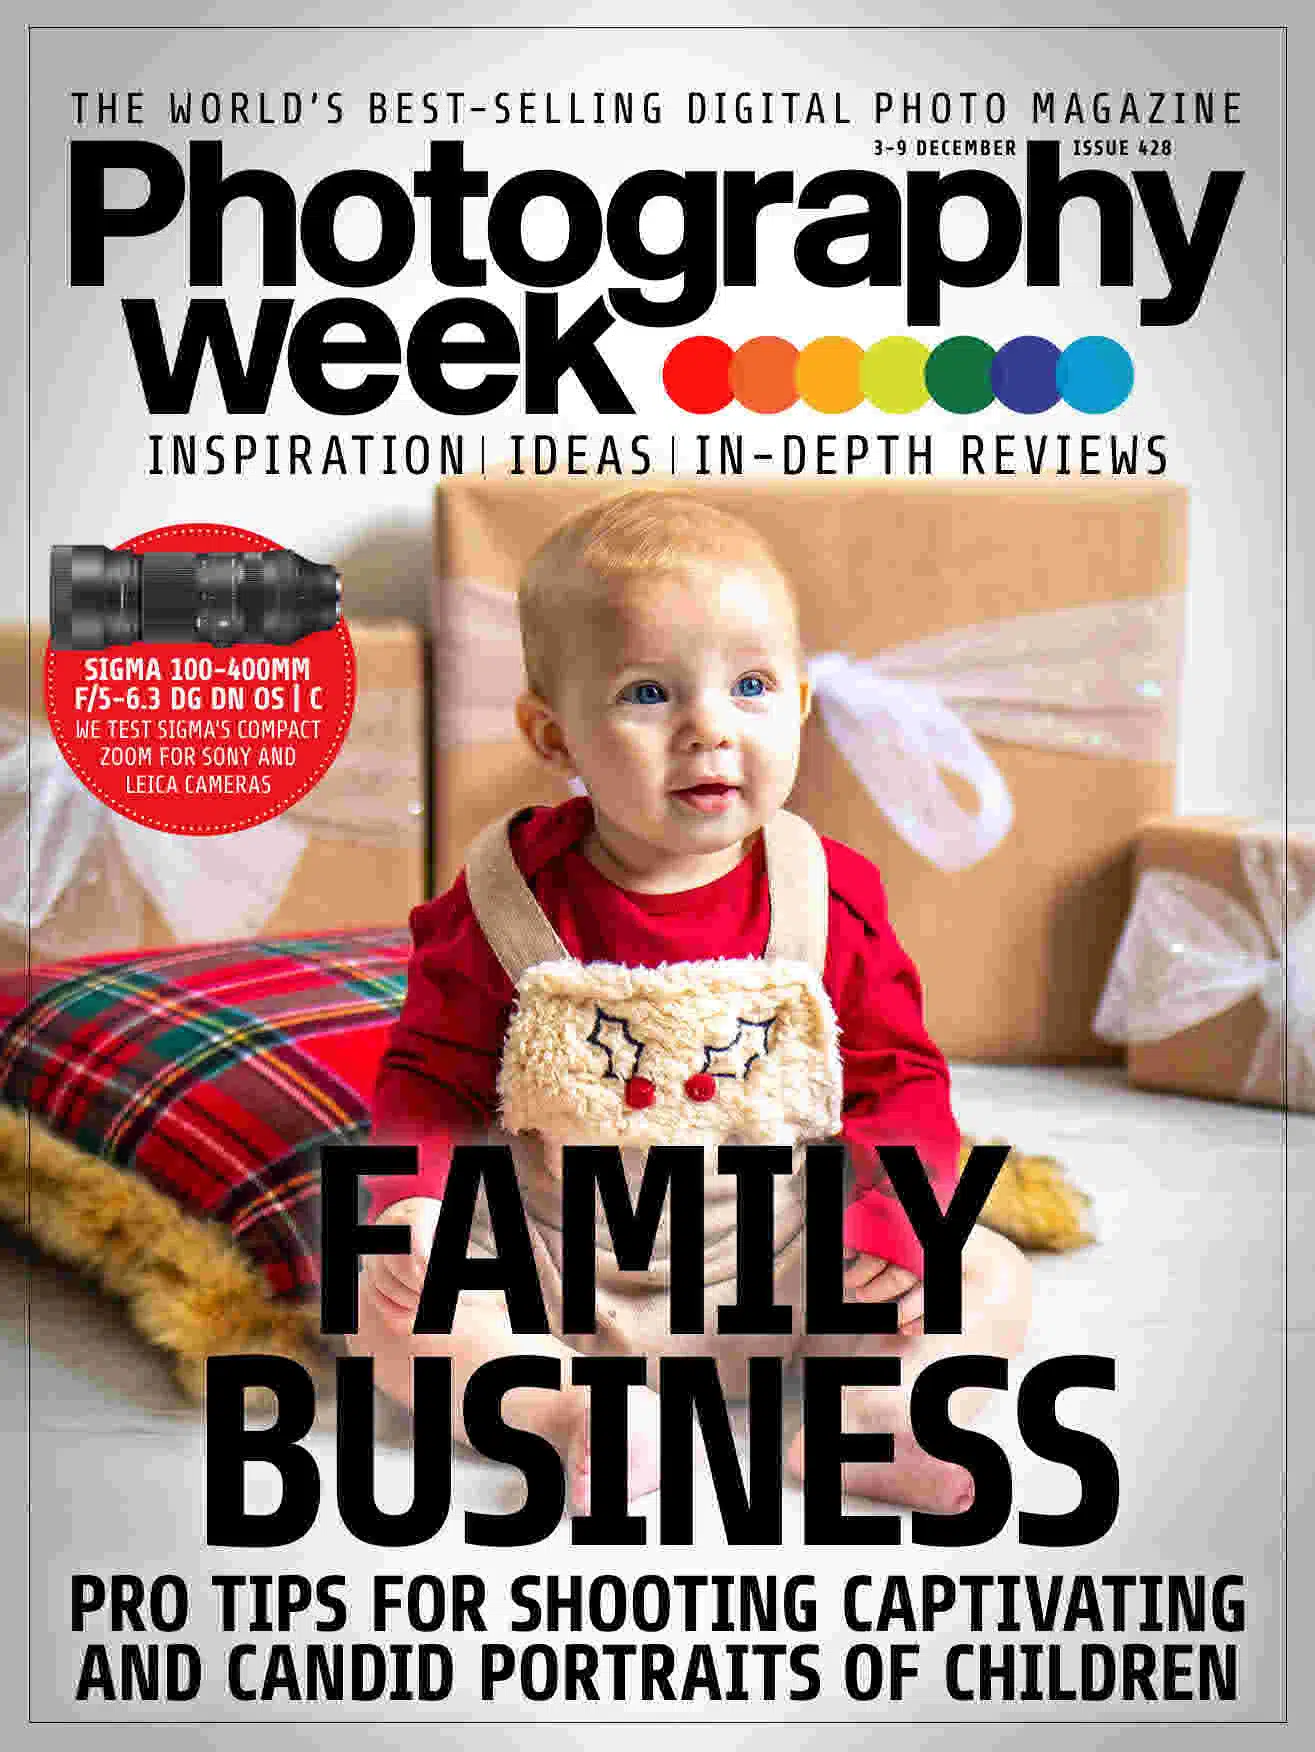 THE WORLD'S BEST-SELLING DIGITAL PHOTO MAGAZINE
3-9 DECEMBER ISSUE 428
Photography
week
INSPIRATION | IDEAS | IN-DEPTH REVIEWS
SIGMA 100-400MM
F/5-6.3 DG DN OS | C
WE TEST SIGMA'S COMPACT
ZOOM FOR SONY AND
LEICA CAMERAS
FAMILY
BUSINESS
PRO TIPS FOR SHOOTING CAPTIVATING
AND CANDID PORTRAITS OF CHILDREN